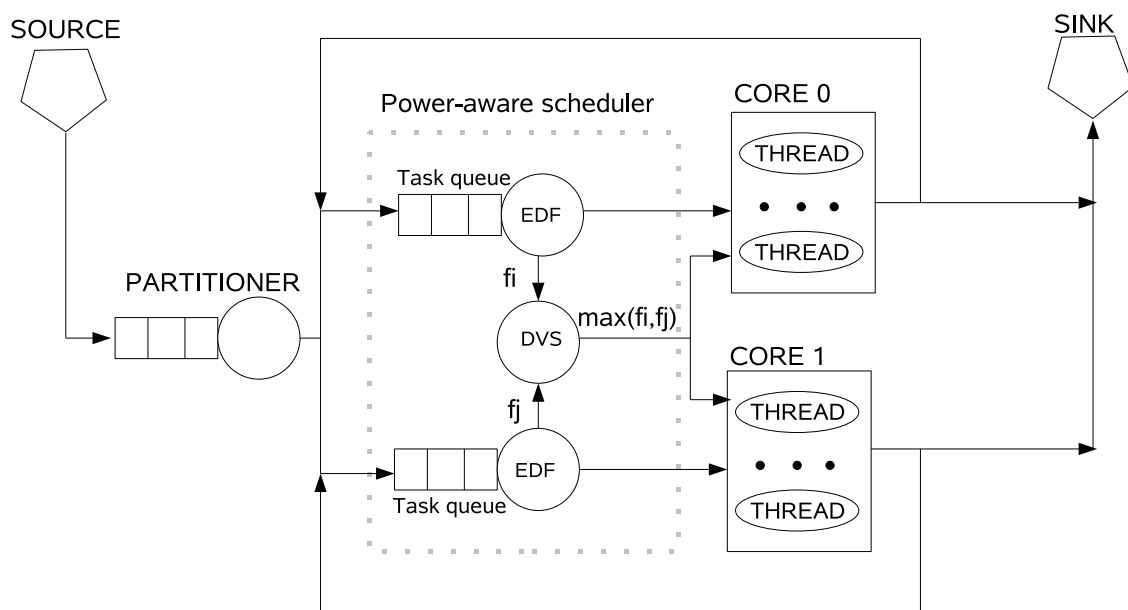 SOURCE
SINK
Power-aware scheduler
CORE 0
THREAD
Task queue
EDF
• • •
THREAD
fi
PARTITIONER
DVS
max(fi,fj)
CORE 1
fj
THREAD
EDF
• • •
Task queue
THREAD